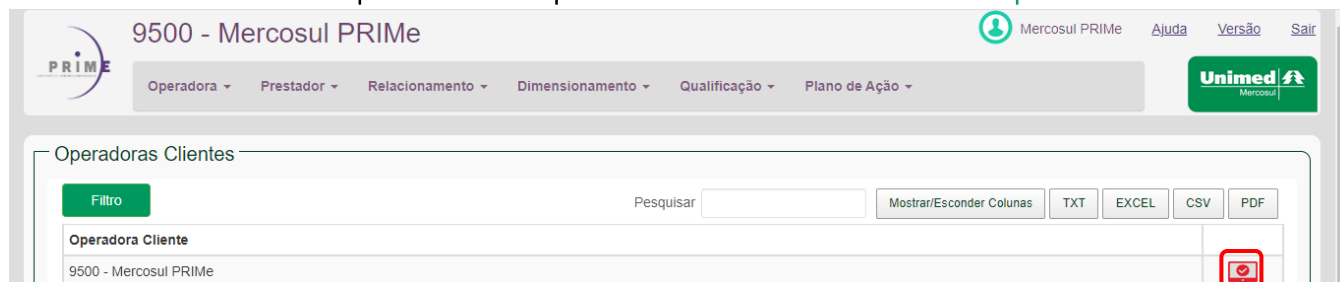 9500 - Mercosul PRIMe
Mercosul PRIMe Ajuda Versão Sair
PRIME
Operadora Prestador Relacionamento Dimensionamento Qualificação Plano de Ação
Unimed
Mercosul
Operadoras Clientes
Filtro Pesquisar Mostrar/Esconder Colunas TXT EXCEL CSV PDF
Operadora Cliente
9500 - Mercosul PRIMe